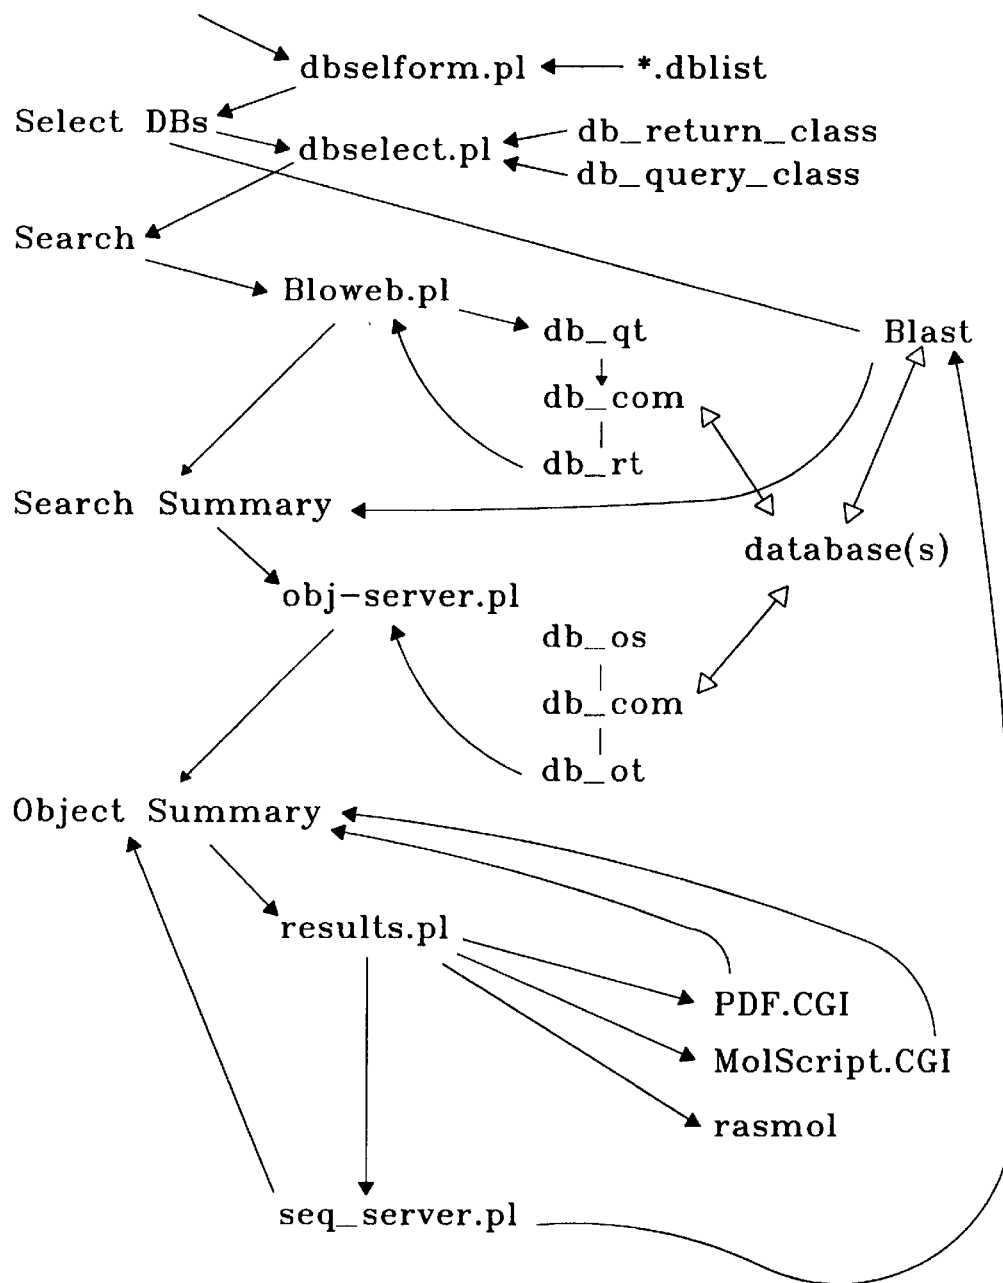 dbselform.pl
*.dblist
Select DBs
dbselect.pl
db_return_class
db_query_class
Search
Bloweb.pl
db_qt
Blast
db_com
db_rt
Search Summary
database(s)
obj-server.pl
db_os
db_com
db_ot
Object Summary
results.pl
PDF.CGI
MolScript.CGI
rasmol
seq_server.pl